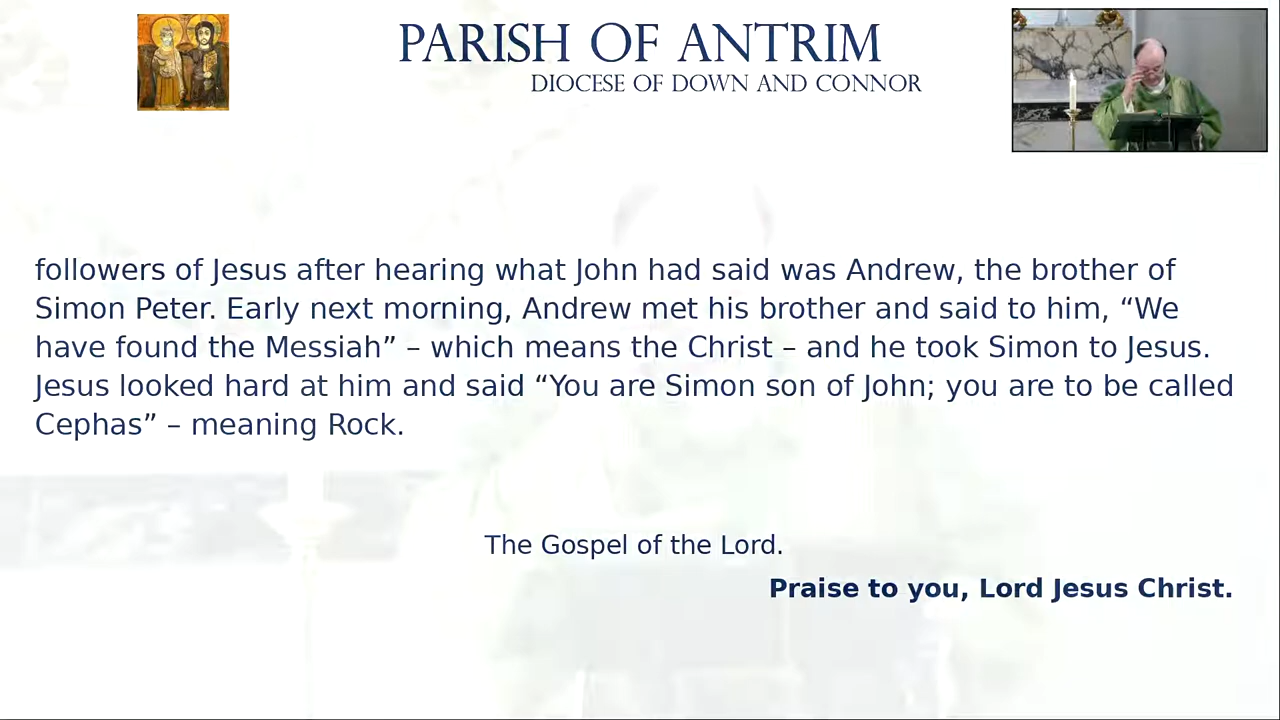 PARISH OF ANTRIM
DIOCESE OF DOWN AND CONNOR
followers of Jesus after hearing what John had said was Andrew, the brother of
Simon Peter. Early next morning, Andrew met his brother and said to him, “We
have found the Messiah” – which means the Christ – and he took Simon to Jesus.
Jesus looked hard at him and said “You are Simon son of John; you are to be called
Cephas” – meaning Rock.
The Gospel of the Lord.
Praise to you, Lord Jesus Christ.